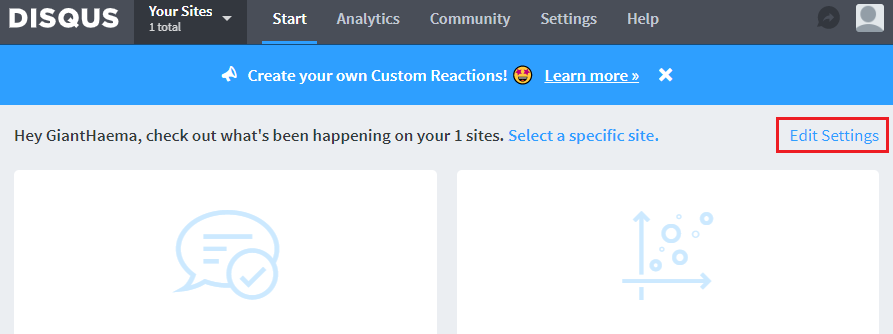 DISQUS Your Sites Start Analytics Community Settings Help
1 total
Create your own Custom Reactions! 🤩 Learn more »
Hey GiantHaema, check out what's been happening on your 1 sites. Select a specific site. Edit Settings